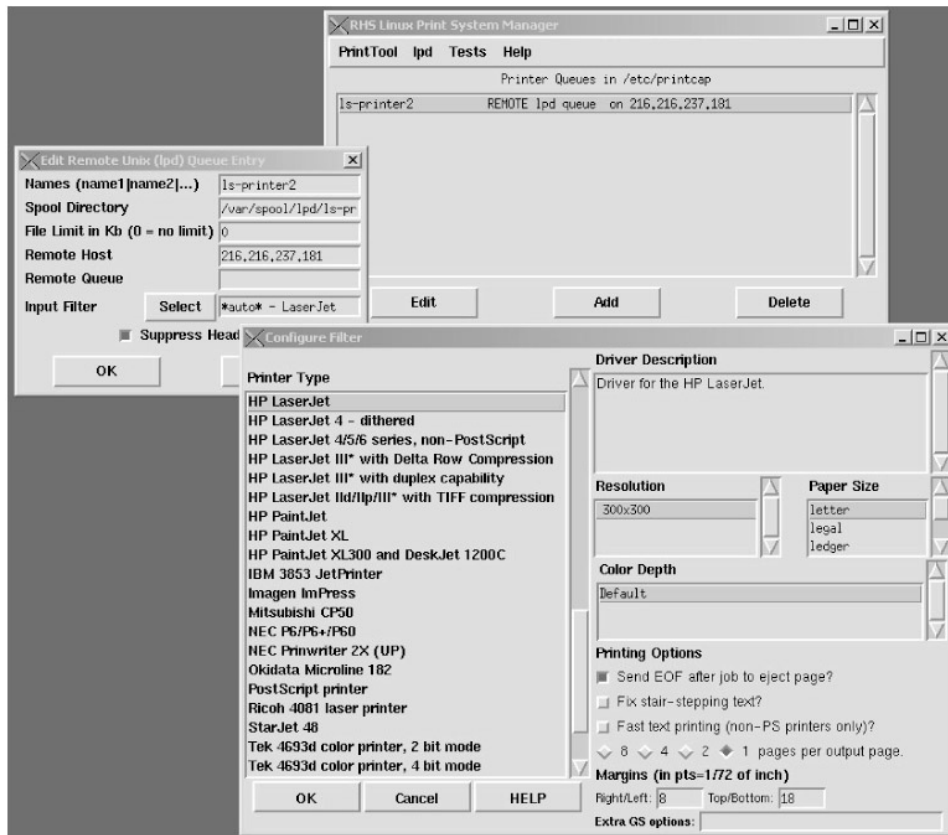 RHS Linux Print System Manager
PrintTool lpd Tests Help
Printer Queues in /etc/printcap
ls-printer2 REMOTE lpd queue on 216.216.237.181
Edit Add Delete
Edit Remote Unix (lpd) Queue Entry
Names (name1|name2|...) ls-printer2
Spool Directory /var/spool/lpd/ls-pr
File Limit in Kb (0 = no limit) 0
Remote Host 216.216.237.181
Remote Queue
Input Filter Select *auto* - LaserJet
Suppress Head
OK
Configure Filter
Printer Type
HP LaserJet
HP LaserJet 4 - dithered
HP LaserJet 4/5/6 series, non-PostScript
HP LaserJet III* with Delta Row Compression
HP LaserJet III* with duplex capability
HP LaserJet IId/IIp/III* with TIFF compression
HP PaintJet
HP PaintJet XL
HP PaintJet XL300 and DeskJet 1200C
IBM 3853 JetPrinter
Imagen ImPress
Mitsubishi CP50
NEC P6/P6+/P60
NEC Prinwriter 2X (UP)
Okidata Microline 182
PostScript printer
Ricoh 4081 laser printer
StarJet 48
Tek 4693d color printer, 2 bit mode
Tek 4693d color printer, 4 bit mode
OK Cancel HELP
Driver Description
Driver for the HP LaserJet.
Resolution
300x300
Paper Size
letter
legal
ledger
Color Depth
Default
Printing Options
Send EOF after job to eject page?
Fix stair-stepping text?
Fast text printing (non-PS printers only)?
8 4 2 1 pages per output page.
Margins (in pts=1/72 of inch)
Right/Left: 8 Top/Bottom: 18
Extra GS options: